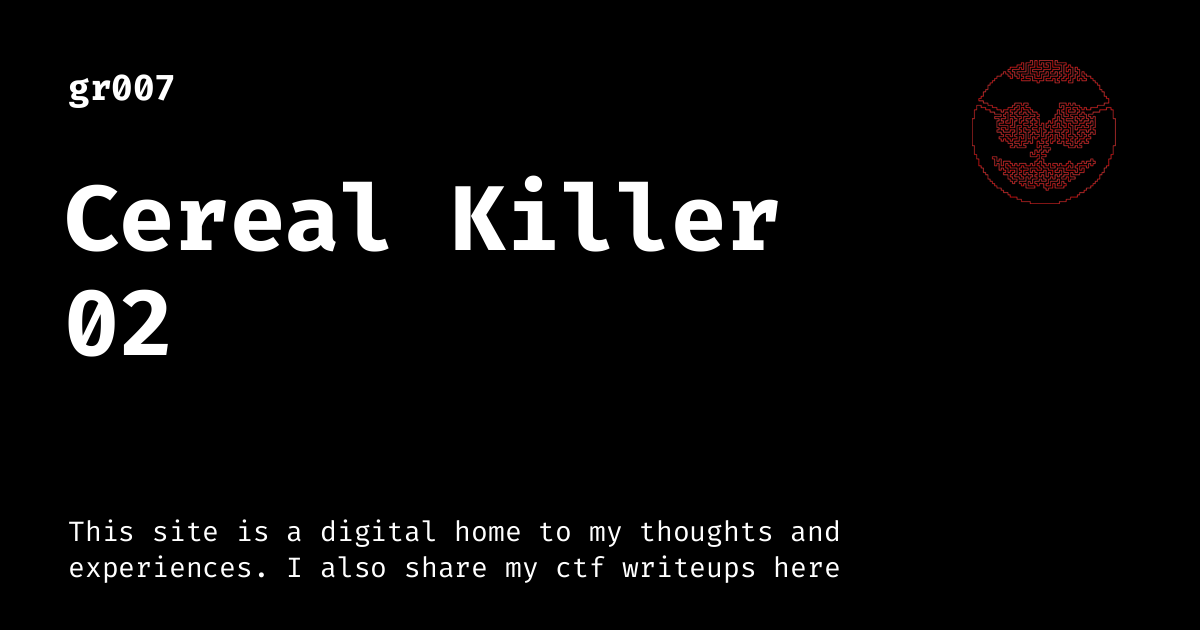 gr007
Cereal Killer
02
This site is a digital home to my thoughts and
experiences. I also share my ctf writeups here